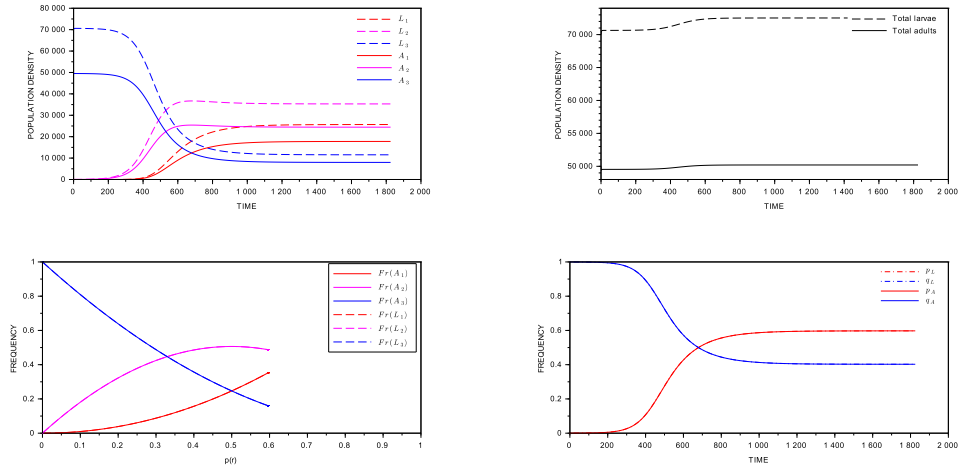 80 000
70 000
60 000
50 000
40 000
30 000
20 000
10 000
0
POPULATION DENSITY
0 200 400 600 800 1 000 1 200 1 400 1 600 1 800 2 000
TIME
L1
L2
L3
A1
A2
A3
70 000
65 000
60 000
55 000
50 000
POPULATION DENSITY
0 200 400 600 800 1 000 1 200 1 400 1 600 1 800 2 000
TIME
Total larvae
Total adults
1
0.8
0.6
0.4
0.2
0
FREQUENCY
0 0.1 0.2 0.3 0.4 0.5 0.6 0.7 0.8 0.9 1
p(r)
Fr(A1)
Fr(A2)
Fr(A3)
Fr(L1)
Fr(L2)
Fr(L3)
1
0.8
0.6
0.4
0.2
0
FREQUENCY
0 200 400 600 800 1 000 1 200 1 400 1 600 1 800 2 000
TIME
pL
qL
pA
qA